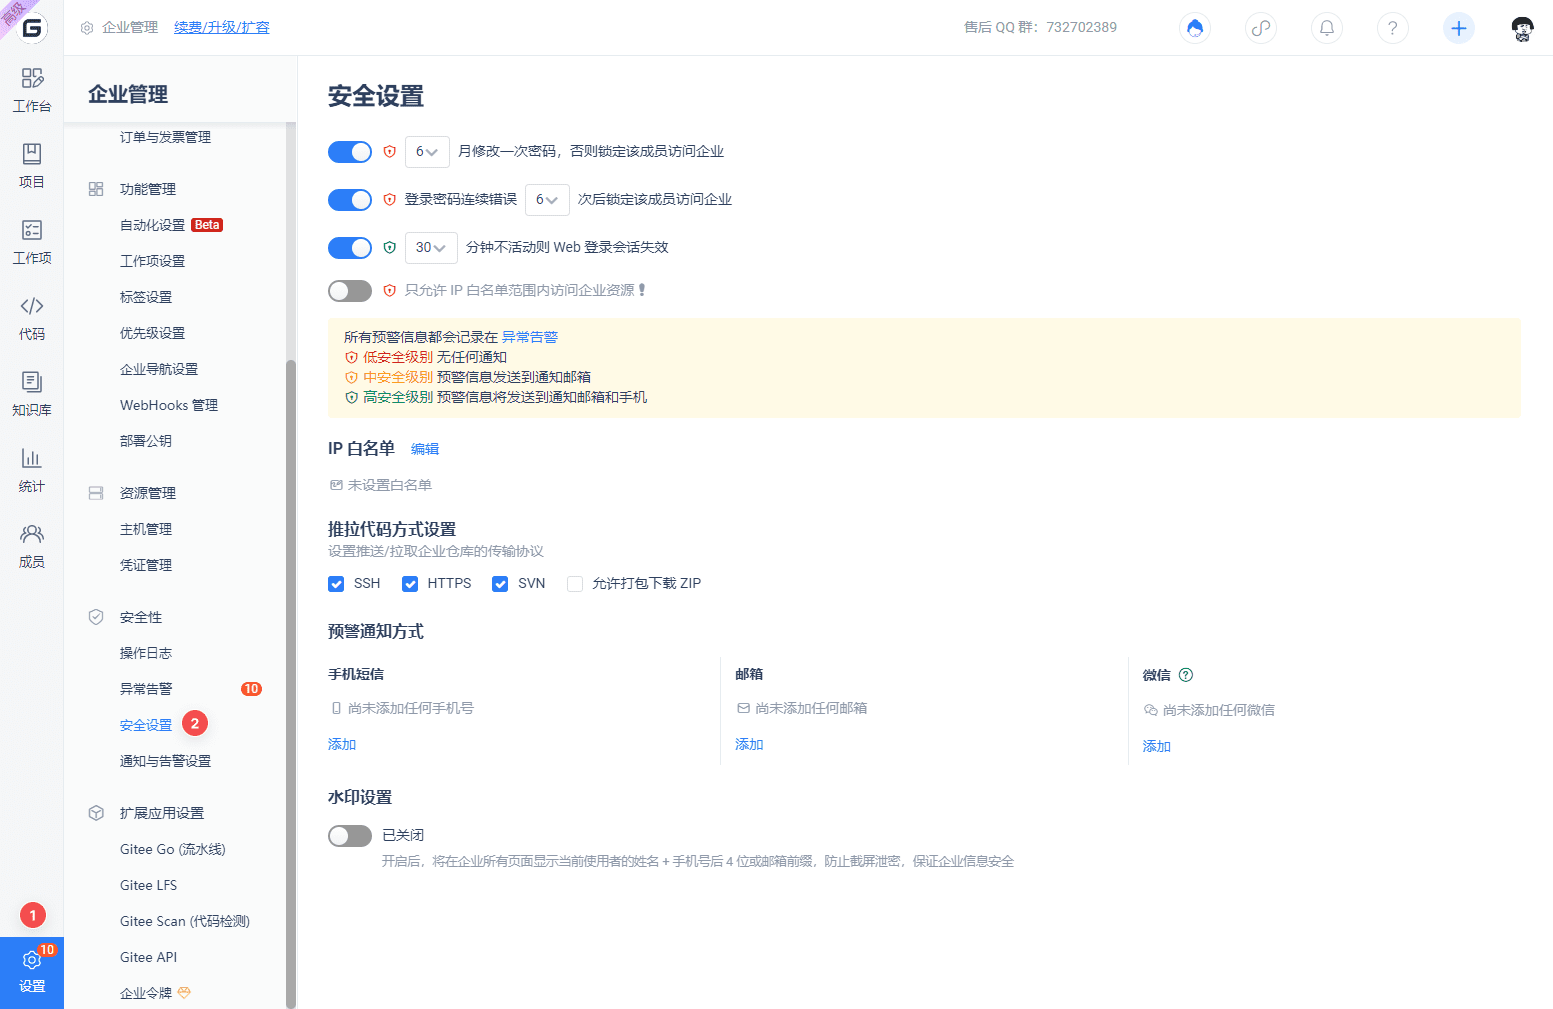 高级
企业管理 续费/升级/扩容
售后 QQ 群：732702389
工作台
项目
工作项
代码
知识库
统计
成员
1
10
设置
企业管理
订单与发票管理
功能管理
自动化设置 Beta
工作项设置
标签设置
优先级设置
企业导航设置
WebHooks 管理
部署公钥
资源管理
主机管理
凭证管理
安全性
操作日志
异常告警 10
安全设置 2
通知与告警设置
扩展应用设置
Gitee Go (流水线)
Gitee LFS
Gitee Scan (代码检测)
Gitee API
企业令牌
安全设置
6 月修改一次密码，否则锁定该成员访问企业
登录密码连续错误 6 次后锁定该成员访问企业
30 分钟不活动则 Web 登录会话失效
只允许 IP 白名单范围内访问企业资源
所有预警信息都会记录在 异常告警
低安全级别 无任何通知
中安全级别 预警信息发送到通知邮箱
高安全级别 预警信息将发送到通知邮箱和手机
IP 白名单 编辑
未设置白名单
推拉代码方式设置
设置推送/拉取企业仓库的传输协议
SSH HTTPS SVN 允许打包下载 ZIP
预警通知方式
手机短信
尚未添加任何手机号
添加
邮箱
尚未添加任何邮箱
添加
微信
尚未添加任何微信
添加
水印设置
已关闭
开启后，将在企业所有页面显示当前使用者的姓名 + 手机号后 4 位或邮箱前缀，防止截屏泄密，保证企业信息安全